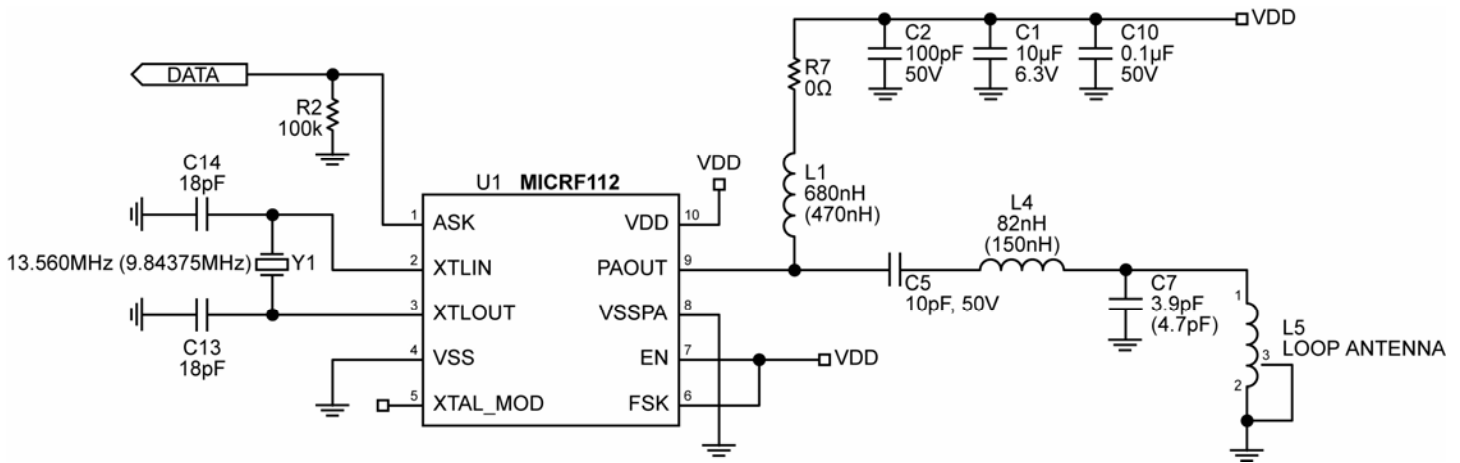 VDD
C2
100pF
50V
C1
10µF
6.3V
C10
0.1µF
50V
R7
0Ω
DATA
R2
100k
C14
18pF
13.560MHz (9.84375MHz) Y1
C13
18pF
U1 MICRF112
1 ASK
2 XTLIN
3 XTLOUT
4 VSS
5 XTAL_MOD
VDD 10
PAOUT 9
VSSPA 8
EN 7
FSK 6
VDD
VDD
L1
680nH
(470nH)
C5
10pF, 50V
L4
82nH
(150nH)
C7
3.9pF
(4.7pF)
1
3
2
L5
LOOP ANTENNA